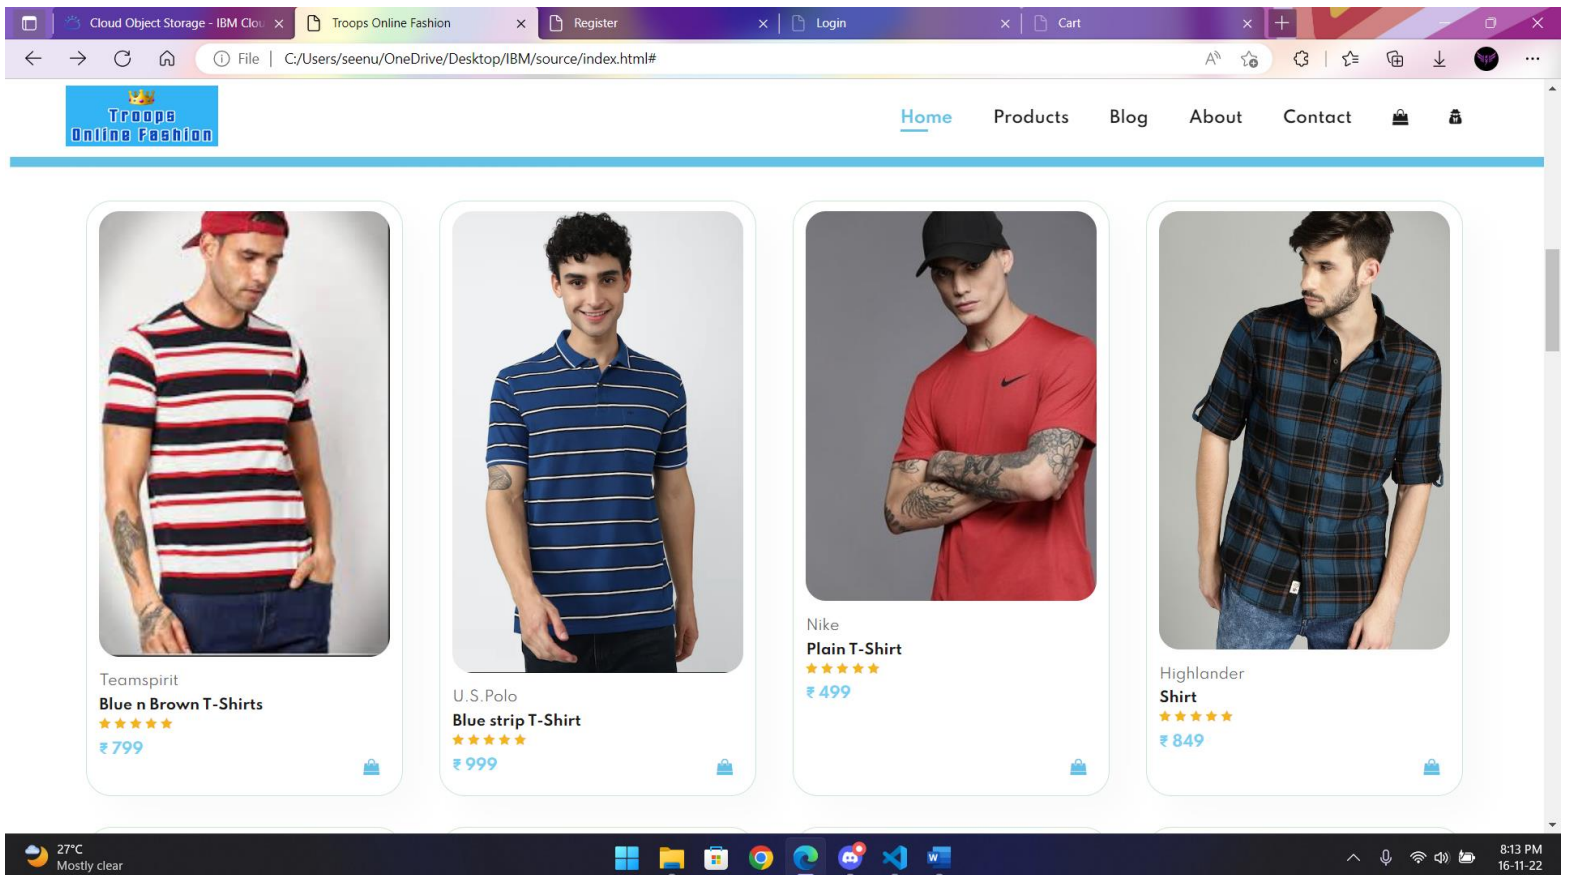 Cloud Object Storage - IBM Clou
Troops Online Fashion
Register
Login
Cart
File
C:/Users/seenu/OneDrive/Desktop/IBM/source/index.html#
Troops
Online Fashion
Home
Products
Blog
About
Contact
Teamspirit
Blue n Brown T-Shirts
₹ 799
U.S.Polo
Blue strip T-Shirt
₹ 999
Nike
Plain T-Shirt
₹ 499
Highlander
Shirt
₹ 849
27°C
Mostly clear
8:13 PM
16-11-22